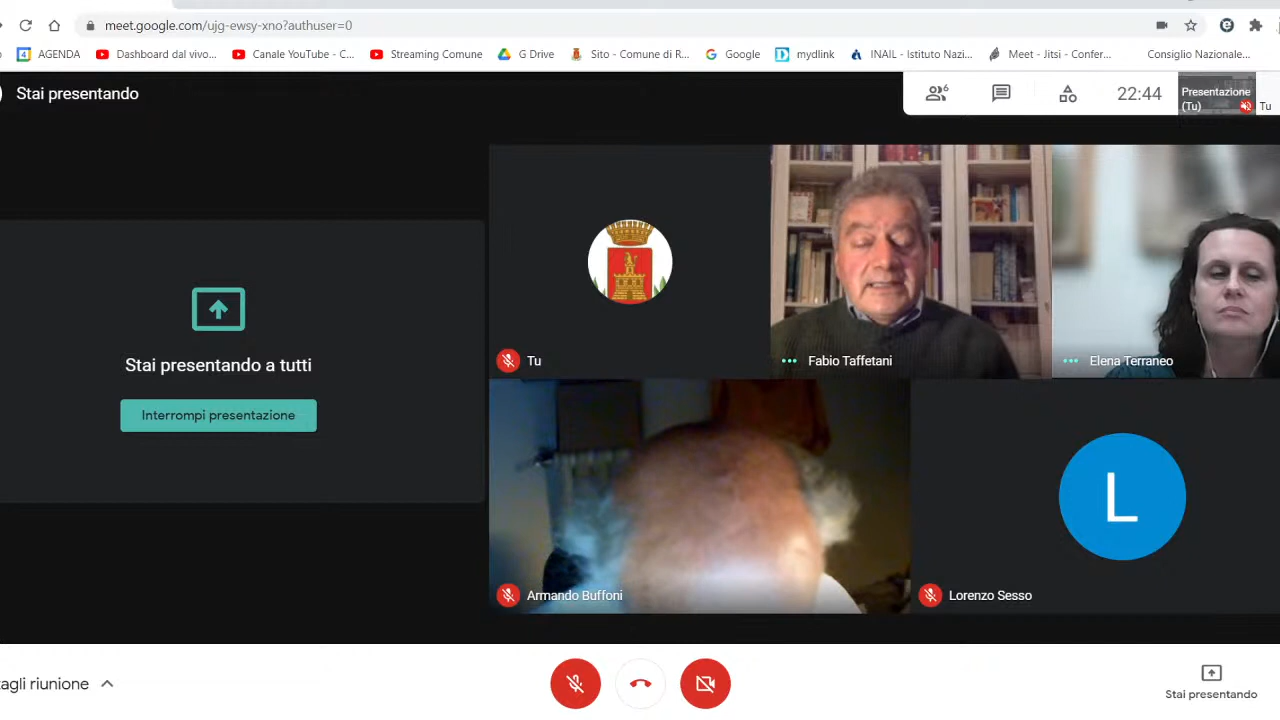 meet.google.com/ujg-ewsy-xno?authuser=0
AGENDA
Dashboard dal vivo...
Canale YouTube - C...
Streaming Comune
G Drive
Sito - Comune di R...
Google
mydlink
INAIL - Istituto Nazi...
Meet - Jitsi - Confer...
Consiglio Nazionale...
Stai presentando
6
22:44
Presentazione
(Tu)
Tu
Stai presentando a tutti
Interrompi presentazione
Tu
Fabio Taffetani
Elena Terraneo
Armando Buffoni
L
Lorenzo Sesso
tagli riunione
Stai presentando